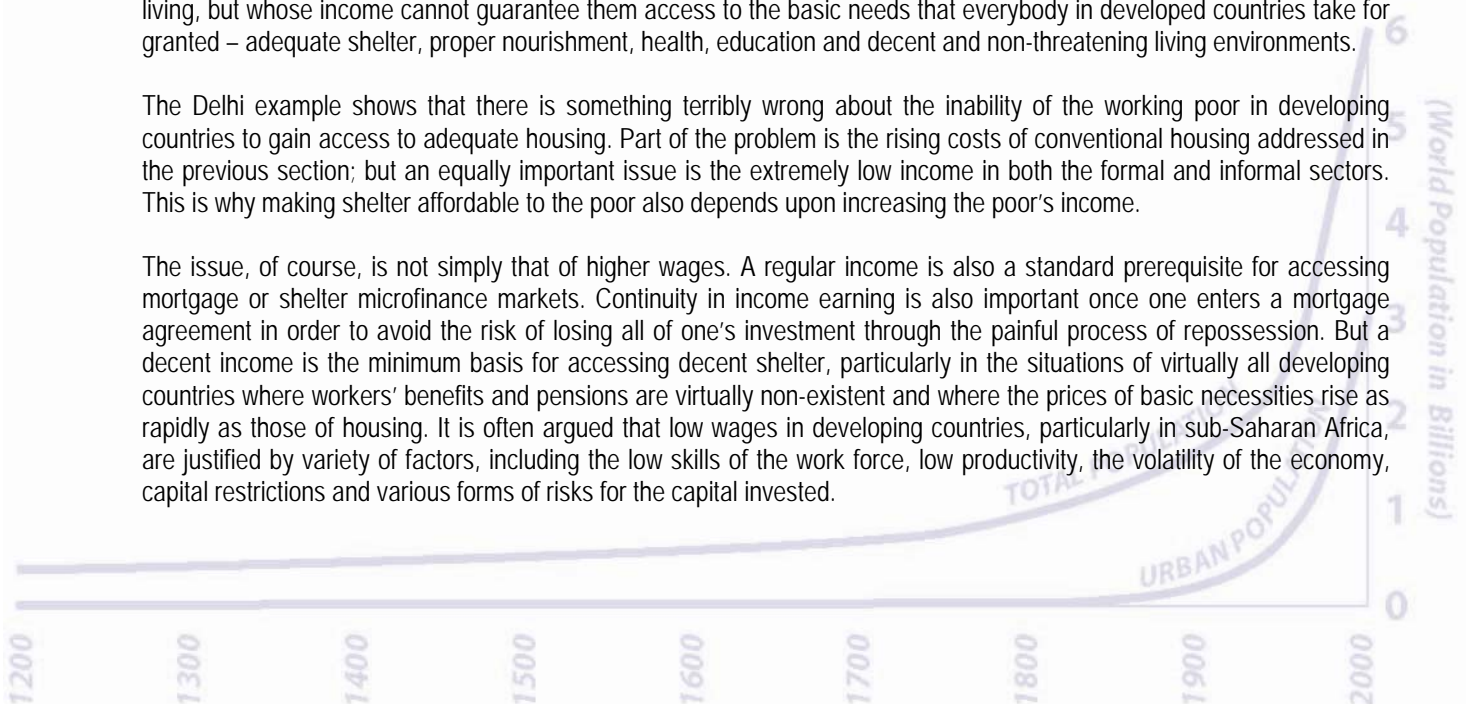 living, but whose income cannot guarantee them access to the basic needs that everybody in developed countries take for
granted – adequate shelter, proper nourishment, health, education and decent and non-threatening living environments.
The Delhi example shows that there is something terribly wrong about the inability of the working poor in developing
countries to gain access to adequate housing. Part of the problem is the rising costs of conventional housing addressed in
the previous section; but an equally important issue is the extremely low income in both the formal and informal sectors.
This is why making shelter affordable to the poor also depends upon increasing the poor's income.
The issue, of course, is not simply that of higher wages. A regular income is also a standard prerequisite for accessing
mortgage or shelter microfinance markets. Continuity in income earning is also important once one enters a mortgage
agreement in order to avoid the risk of losing all of one's investment through the painful process of repossession. But a
decent income is the minimum basis for accessing decent shelter, particularly in the situations of virtually all developing
countries where workers' benefits and pensions are virtually non-existent and where the prices of basic necessities rise as
rapidly as those of housing. It is often argued that low wages in developing countries, particularly in sub-Saharan Africa,
are justified by variety of factors, including the low skills of the work force, low productivity, the volatility of the economy,
capital restrictions and various forms of risks for the capital invested.
6
5
4
3
2
1
0
(World Population in Billions)
TOTAL POPULATION
URBAN POPULATION
1200
1300
1400
1500
1600
1700
1800
1900
2000